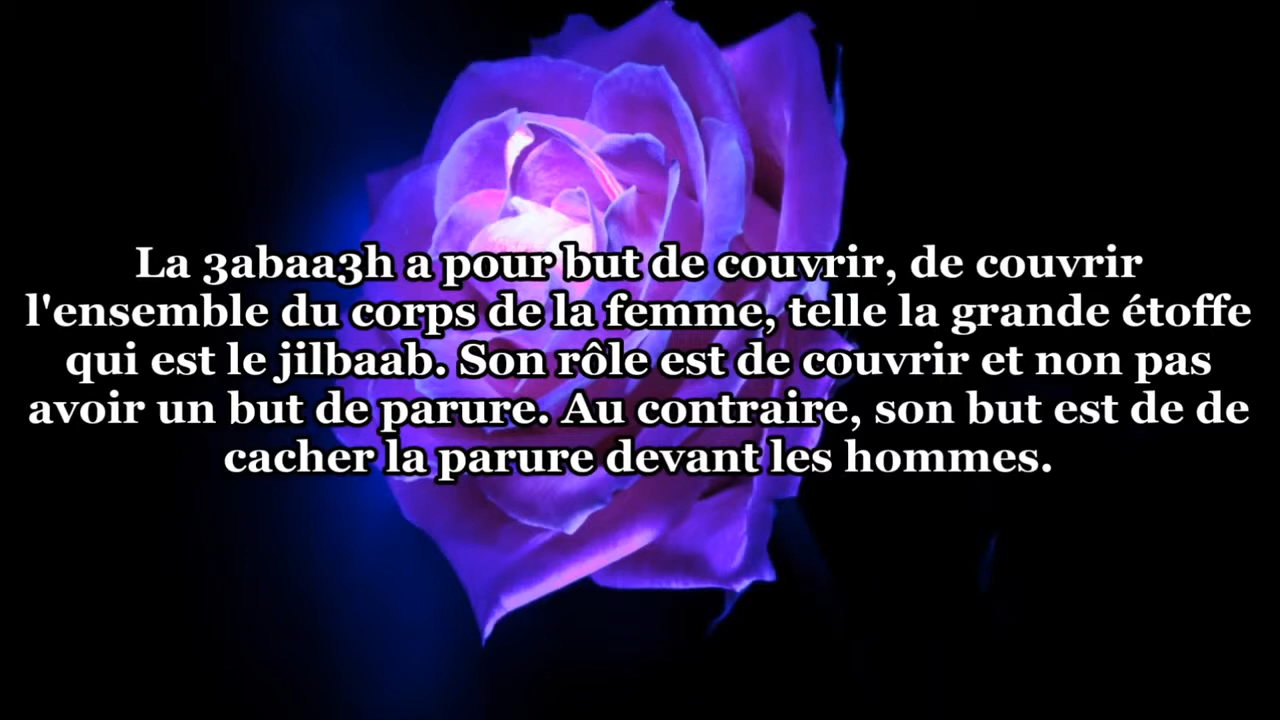 La 3abaa3h a pour but de couvrir, de couvrir
l'ensemble du corps de la femme, telle la grande étoffe
qui est le jilbaab. Son rôle est de couvrir et non pas
avoir un but de parure. Au contraire, son but est de de
cacher la parure devant les hommes.